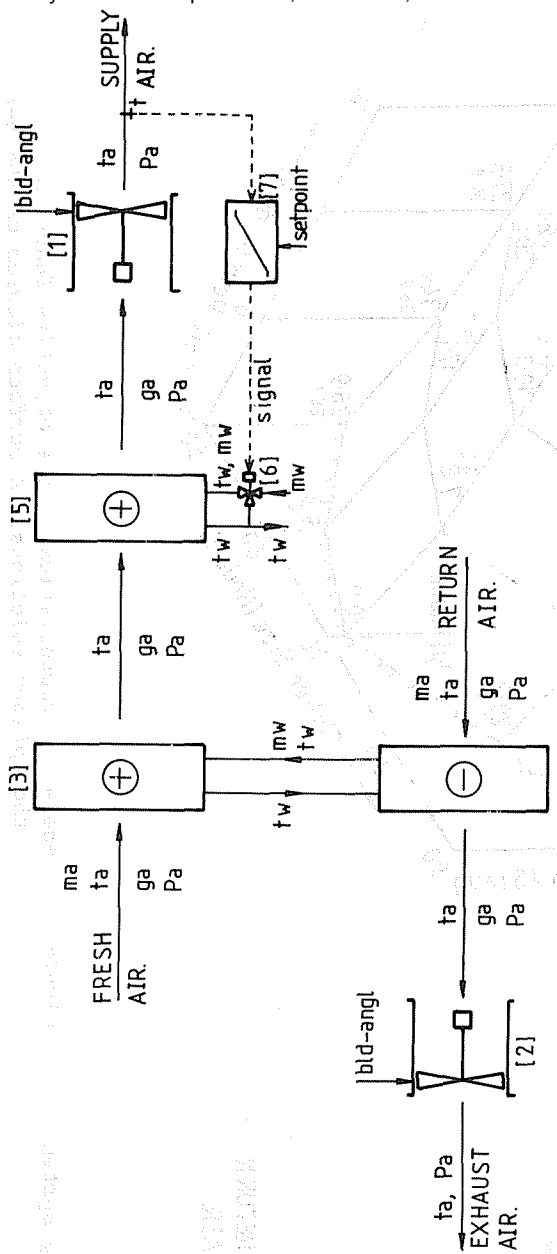 FRESH
AIR.
ma
ta
ga
Pa
[3]
ta
ga
Pa
[5]
ta
ga
Pa
bld-angl
[1]
ta
Pa
SUPPLY
AIR.
t
tw
mw
tw
tw
tw
tw, mw
[6]
mw
signal
[7]
setpoint
RETURN
AIR.
ma
ta
ga
Pa
ta
ga
Pa
bld-angl
[2]
ta, Pa
EXHAUST
AIR.